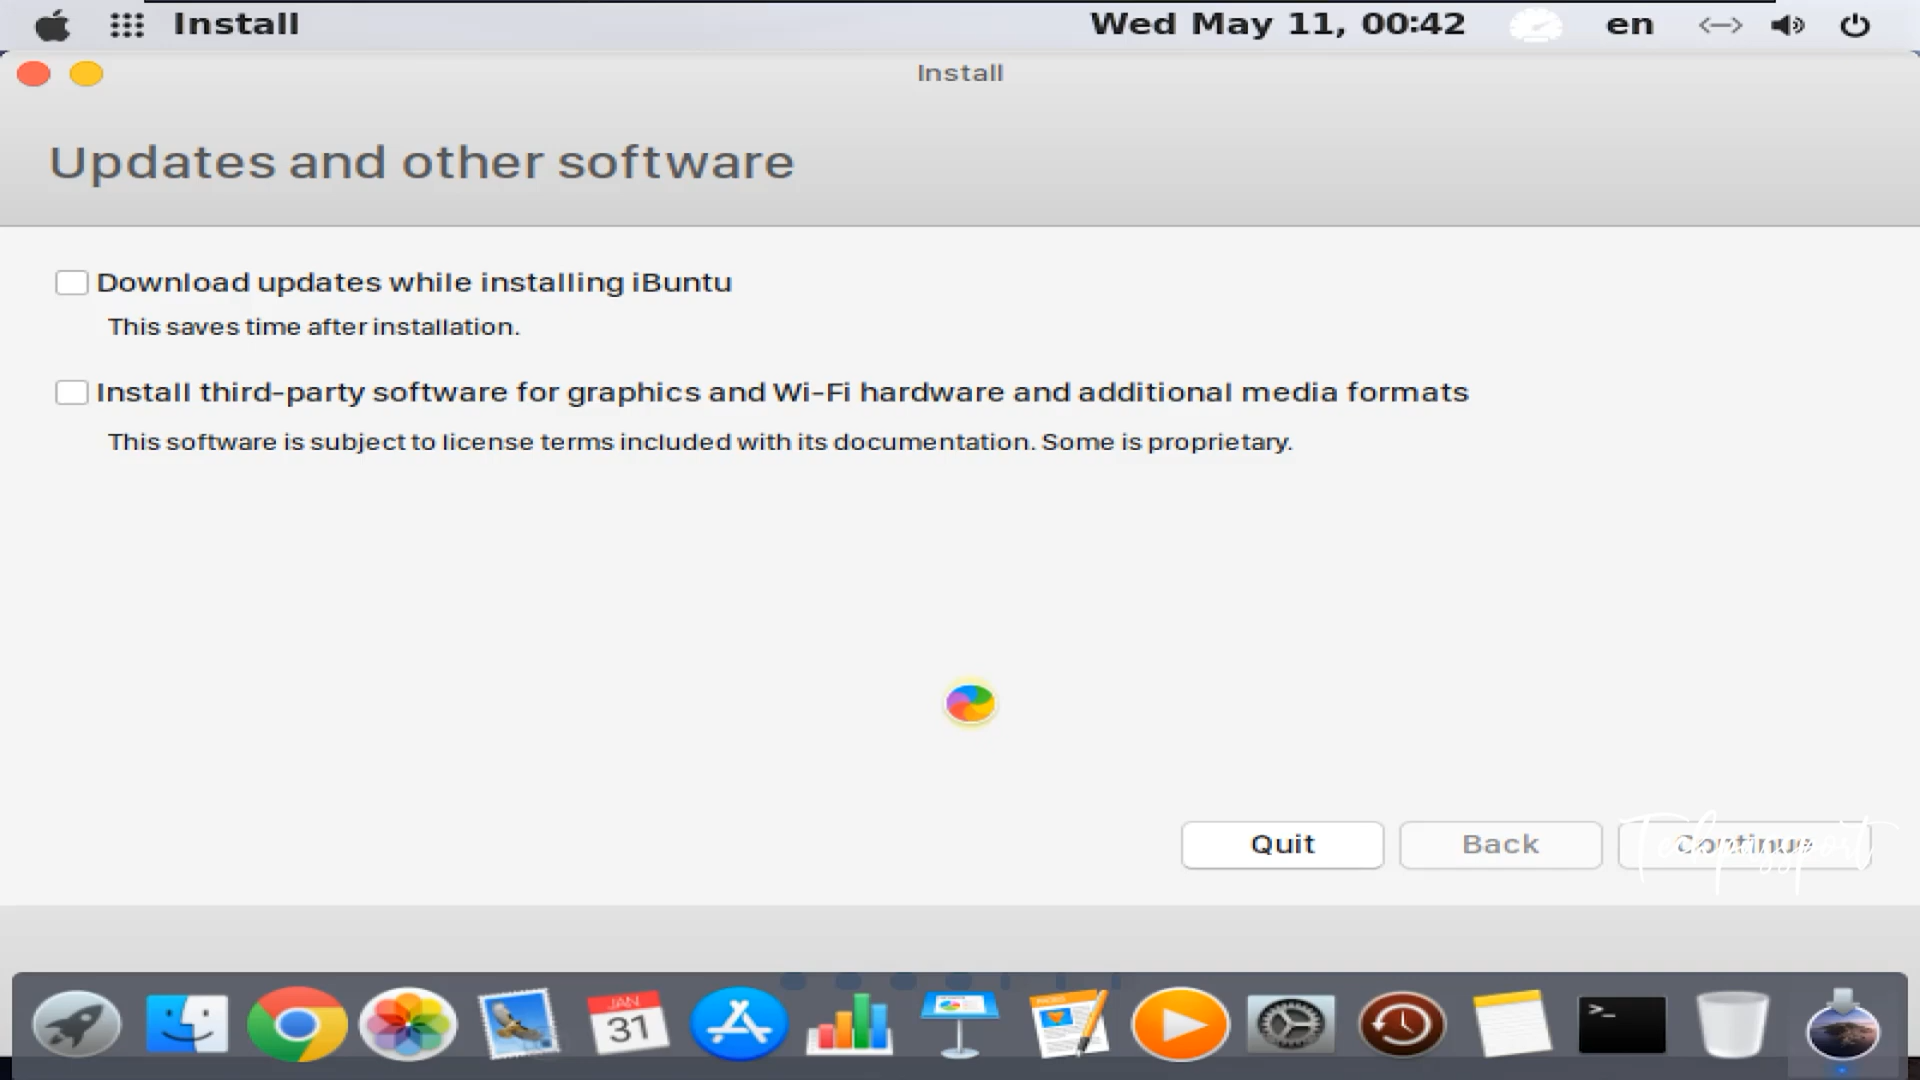 Install
Wed May 11, 00:42
en
Install
Updates and other software
Download updates while installing iBuntu
This saves time after installation.
Install third-party software for graphics and Wi-Fi hardware and additional media formats
This software is subject to license terms included with its documentation. Some is proprietary.
Quit
Back
Continue
Techpassport
JAN
31
>_